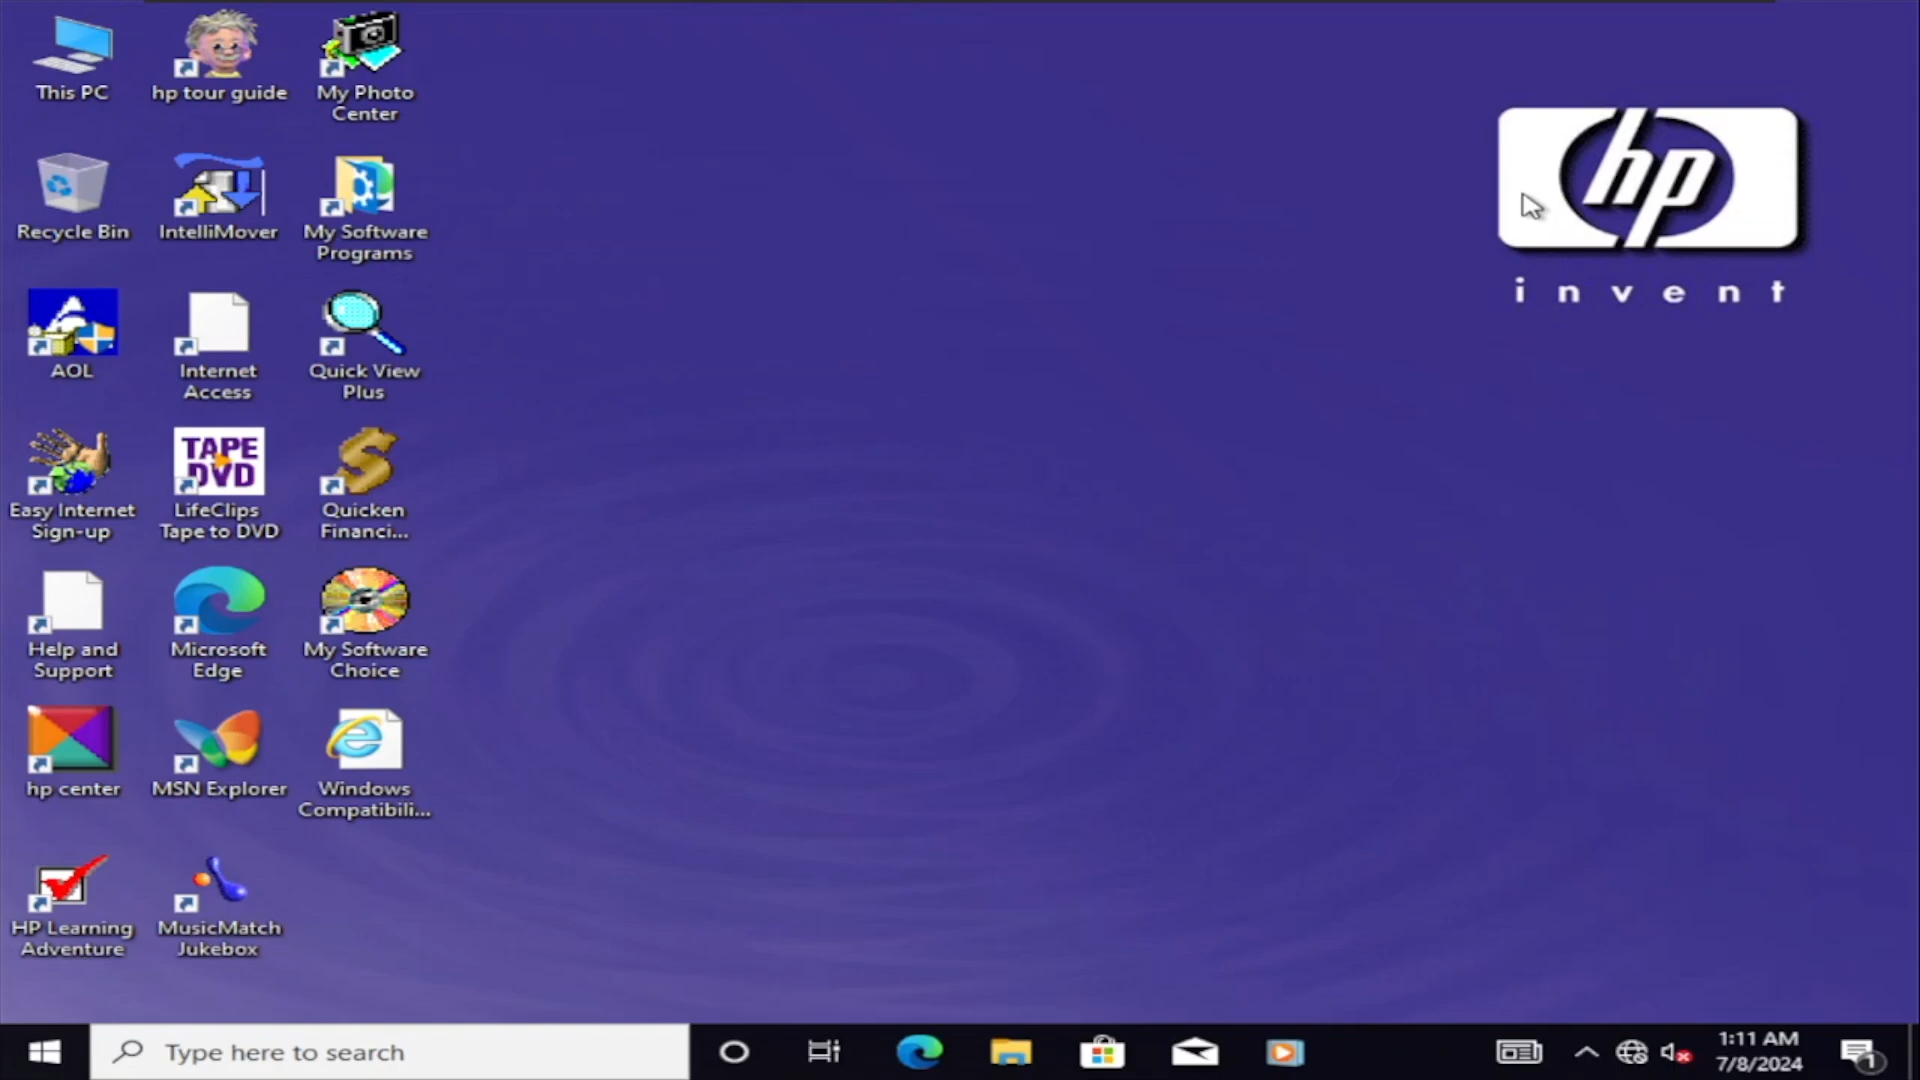 This PC
hp tour guide
My Photo
Center
hp
invent
Recycle Bin
IntelliMover
My Software
Programs
AOL
Internet
Access
Quick View
Plus
Easy Internet
Sign-up
TAPE
DVD
LifeClips
Tape to DVD
Quicken
Financi...
Help and
Support
Microsoft
Edge
My Software
Choice
hp center
MSN Explorer
Windows
Compatibili...
HP Learning
Adventure
MusicMatch
Jukebox
Type here to search
1:11 AM
7/8/2024
1